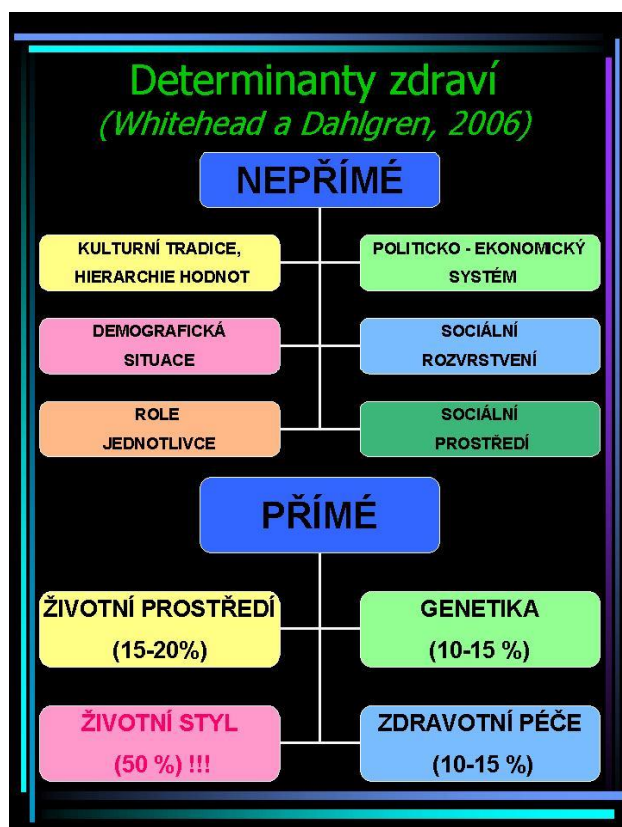 Determinanty zdraví
(Whitehead a Dahlgren, 2006)
NEPŘÍMÉ
KULTURNÍ TRADICE,
HIERARCHIE HODNOT
POLITICKO - EKONOMICKÝ
SYSTÉM
DEMOGRAFICKÁ
SITUACE
SOCIÁLNÍ
ROZVRSTVENÍ
ROLE
JEDNOTLIVCE
SOCIÁLNÍ
PROSTŘEDÍ
PŘÍMÉ
ŽIVOTNÍ PROSTŘEDÍ
(15-20%)
GENETIKA
(10-15 %)
ŽIVOTNÍ STYL
(50 %) !!!
ZDRAVOTNÍ PÉČE
(10-15 %)